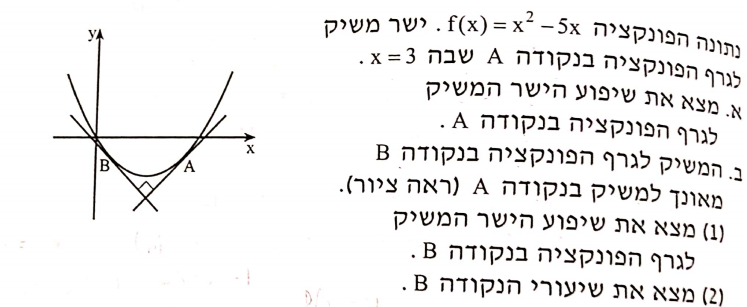 נתונה הפונקציה f(x) = x² − 5x . ישר משיק
לגרף הפונקציה בנקודה A שבה x = 3 .
א. מצא את שיפוע הישר המשיק
לגרף הפונקציה בנקודה A .
ב. המשיק לגרף הפונקציה בנקודה B
מאונך למשיק בנקודה A (ראה ציור).
(1) מצא את שיפוע הישר המשיק
לגרף הפונקציה בנקודה B .
(2) מצא את שיעורי הנקודה B .
y
x
B
A